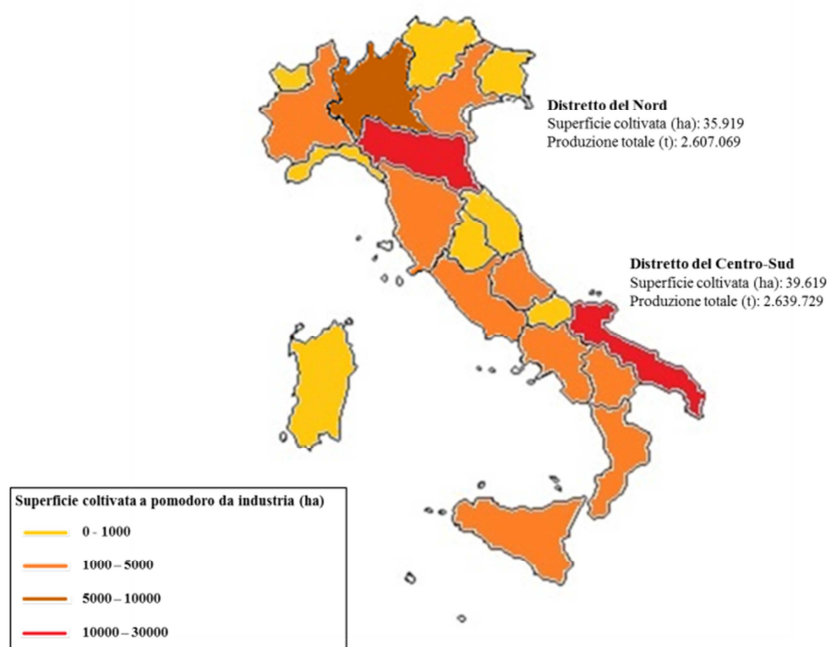 Distretto del Nord
Superficie coltivata (ha): 35.919
Produzione totale (t): 2.607.069
Distretto del Centro-Sud
Superficie coltivata (ha): 39.619
Produzione totale (t): 2.639.729
Superficie coltivata a pomodoro da industria (ha)
0 - 1000
1000 – 5000
5000 – 10000
10000 – 30000